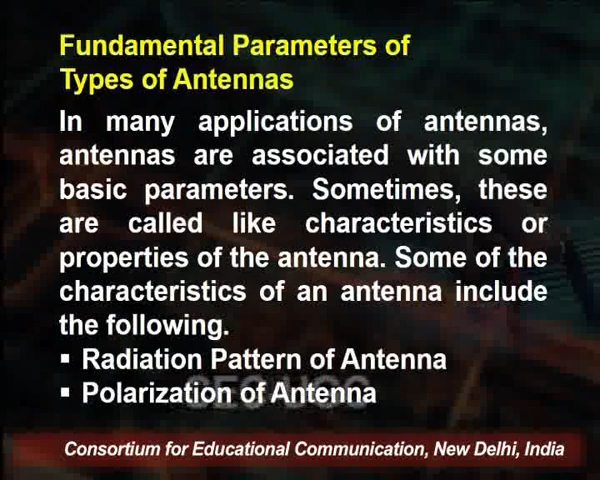 Fundamental Parameters of
Types of Antennas
In many applications of antennas,
antennas are associated with some
basic parameters. Sometimes, these
are called like characteristics or
properties of the antenna. Some of the
characteristics of an antenna include
the following.
▪ Radiation Pattern of Antenna
▪ Polarization of Antenna
CEC-UGC
Consortium for Educational Communication, New Delhi, India